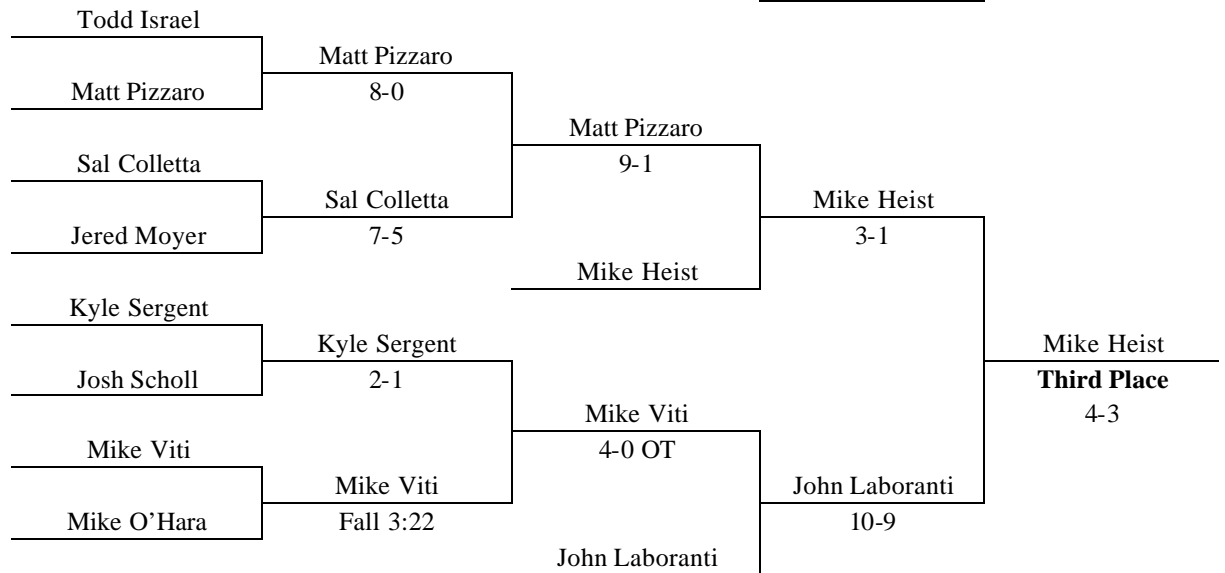 Todd Israel
Matt Pizzaro
Matt Pizzaro
8-0
Matt Pizzaro
Sal Colletta
9-1
Sal Colletta
Mike Heist
Jered Moyer
7-5
3-1
Mike Heist
Kyle Sergent
Kyle Sergent
Mike Heist
Josh Scholl
2-1
Third Place
Mike Viti
4-3
Mike Viti
4-0 OT
Mike Viti
John Laboranti
Mike O'Hara
Fall 3:22
10-9
John Laboranti